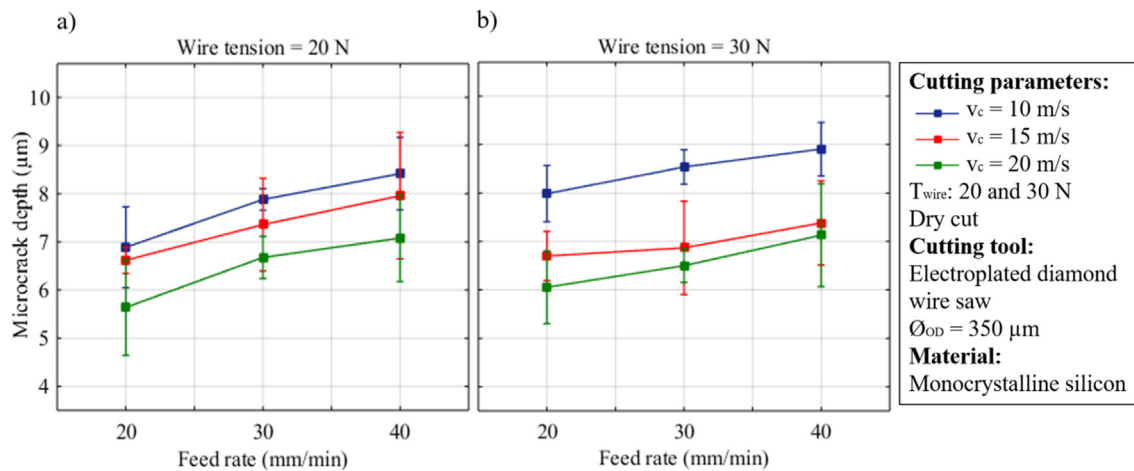 a)
Wire tension = 20 N
b)
Wire tension = 30 N
Microcrack depth (µm)
10
9
8
7
6
5
4
20
30
40
Feed rate (mm/min)
20
30
40
Feed rate (mm/min)
Cutting parameters:
vc = 10 m/s
vc = 15 m/s
vc = 20 m/s
Twire: 20 and 30 N
Dry cut
Cutting tool:
Electroplated diamond
wire saw
ØOD = 350 µm
Material:
Monocrystalline silicon